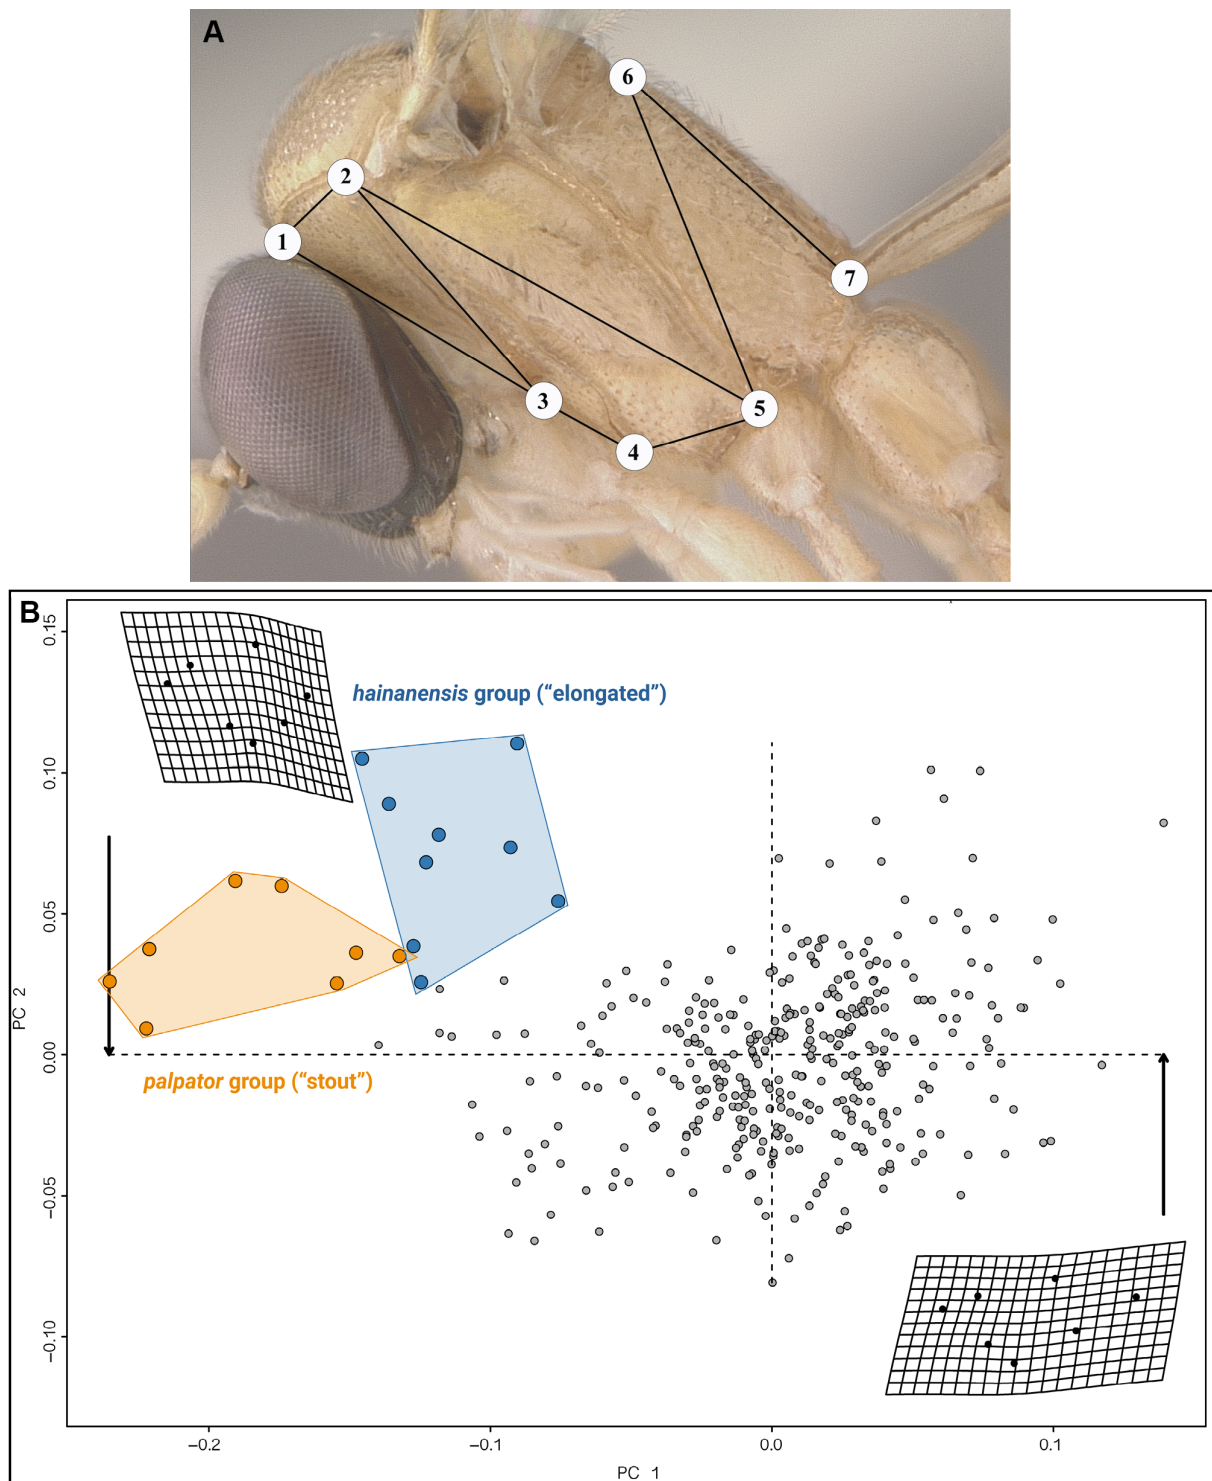 A
6
2
1
7
3
5
4
B
hainanensis group (“elongated”)
palpator group (“stout”)
PC 2
0.15
0.10
0.05
0.00
−0.05
−0.10
−0.2
−0.1
0.0
0.1
PC 1